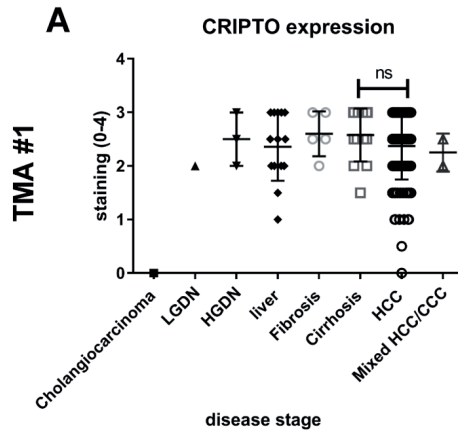 A
CRIPTO expression
TMA #1
staining (0-4)
4
3
2
1
0
ns
Cholangiocarcinoma
LGDN
HGDN
liver
Fibrosis
Cirrhosis
HCC
Mixed HCC/CCC
disease stage